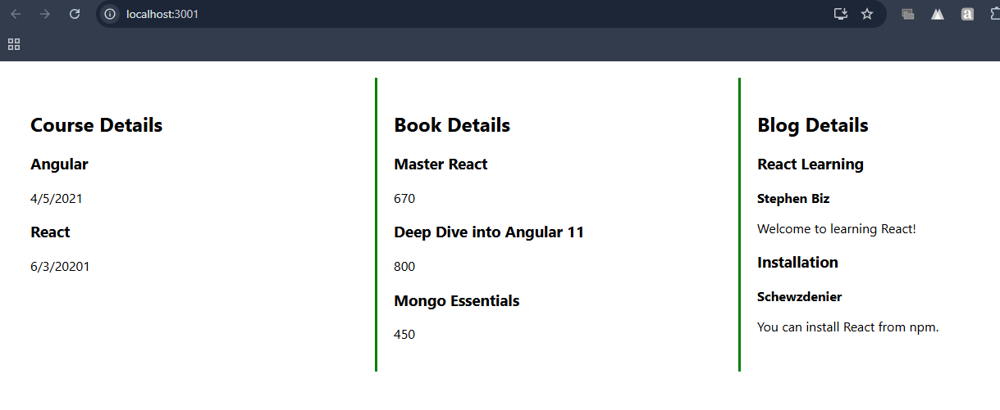 localhost:3001
Course Details
Angular
4/5/2021
React
6/3/20201
Book Details
Master React
670
Deep Dive into Angular 11
800
Mongo Essentials
450
Blog Details
React Learning
Stephen Biz
Welcome to learning React!
Installation
Schewzdenier
You can install React from npm.